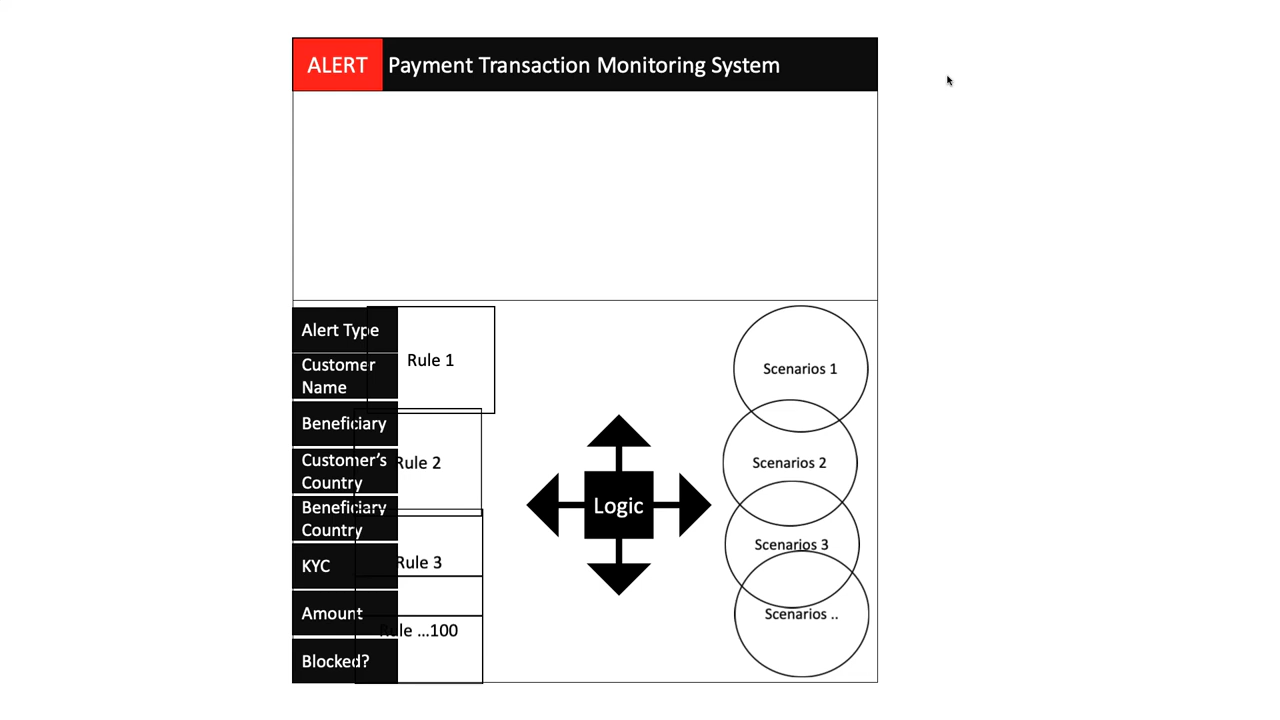 ALERT Payment Transaction Monitoring System
Alert Type
Customer
Name
Beneficiary
Customer's
Country
Beneficiary
Country
KYC
Amount
Blocked?
Rule 1
Rule 2
Rule 3
Rule ...100
Logic
Scenarios 1
Scenarios 2
Scenarios 3
Scenarios ..